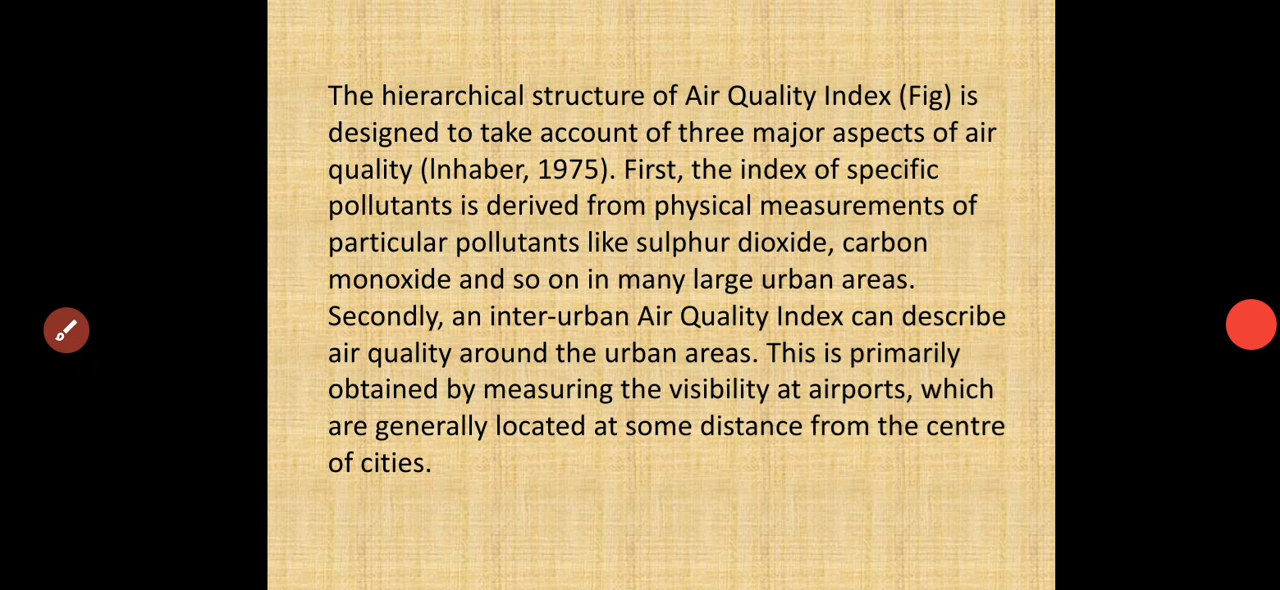 The hierarchical structure of Air Quality Index (Fig) is
designed to take account of three major aspects of air
quality (lnhaber, 1975). First, the index of specific
pollutants is derived from physical measurements of
particular pollutants like sulphur dioxide, carbon
monoxide and so on in many large urban areas.
Secondly, an inter-urban Air Quality Index can describe
air quality around the urban areas. This is primarily
obtained by measuring the visibility at airports, which
are generally located at some distance from the centre
of cities.